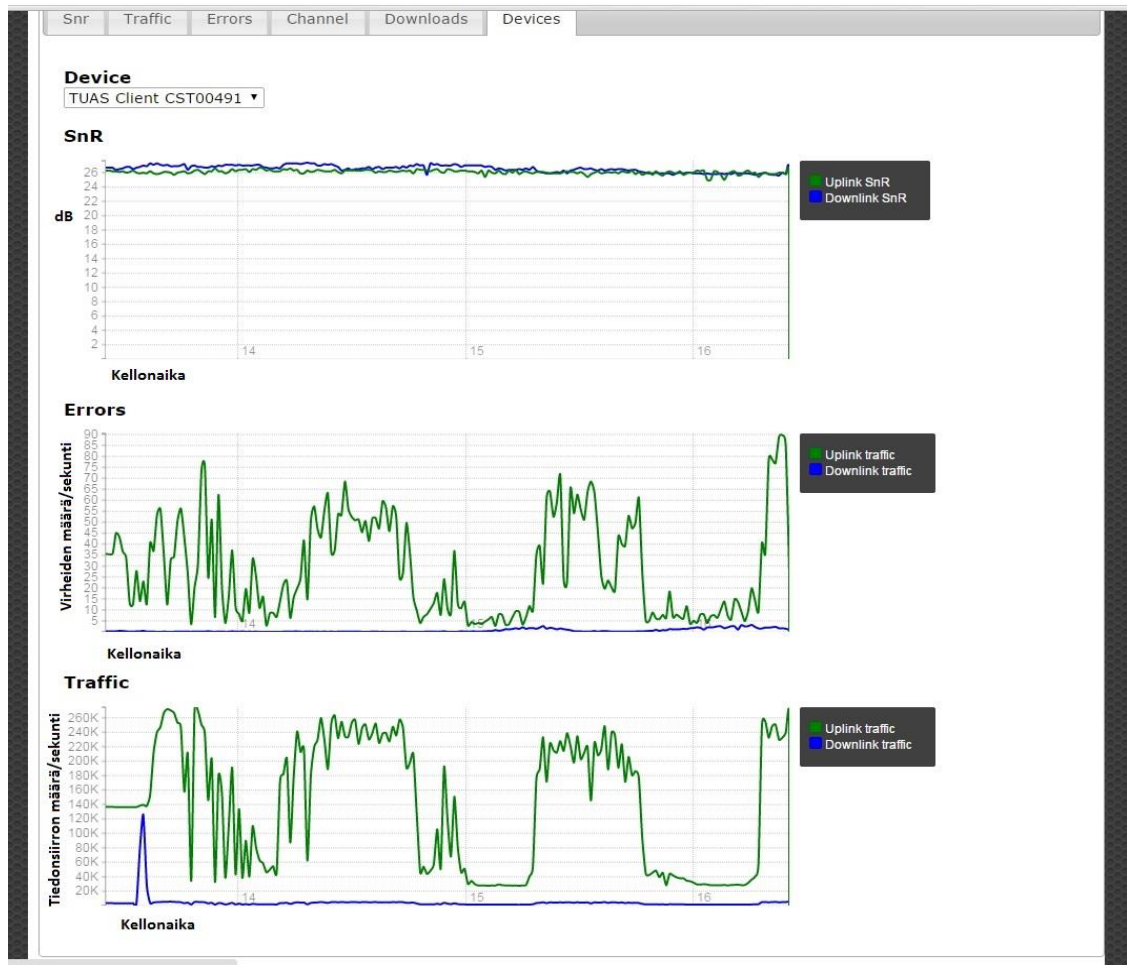 Snr Traffic Errors Channel Downloads Devices
Device
TUAS Client CST00491
SnR
26
24
22
dB 20
18
16
14
12
10
8
6
4
2
14 15 16
Uplink SnR
Downlink SnR
Kellonaika
Errors
Virheiden määrä/sekunti
90
85
80
75
70
65
60
55
50
45
40
35
30
25
20
15
10
5
14 15
Uplink traffic
Downlink traffic
Kellonaika
Traffic
Tiedonsiirron määrä/sekunti
260K
240K
220K
200K
180K
160K
140K
120K
100K
80K
60K
40K
20K
14 15 16
Uplink traffic
Downlink traffic
Kellonaika